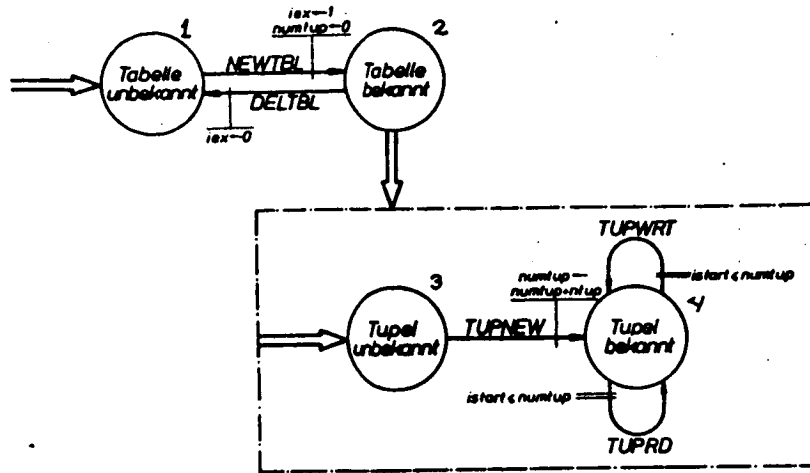 1
2
iex←1
numtup←0
NEWTBL
Tabelle
unbekannt
Tabelle
bekannt
DELTBL
iex←0
TUPWRT
3
numtup←
numtup+ntup
istart≤numtup
4
Tupel
unbekannt
TUPNEW
Tupel
bekannt
istart≤numtup
TUPRD